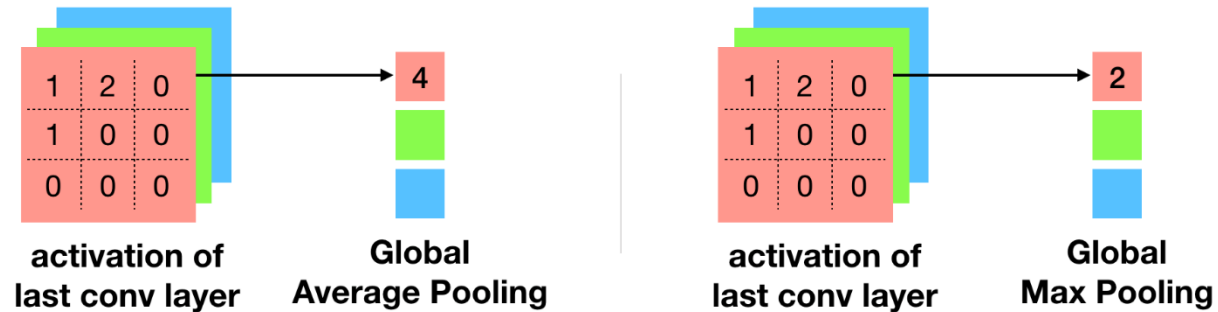 1 2 0
1 0 0
0 0 0
4
activation of
last conv layer
Global
Average Pooling
1 2 0
1 0 0
0 0 0
2
activation of
last conv layer
Global
Max Pooling